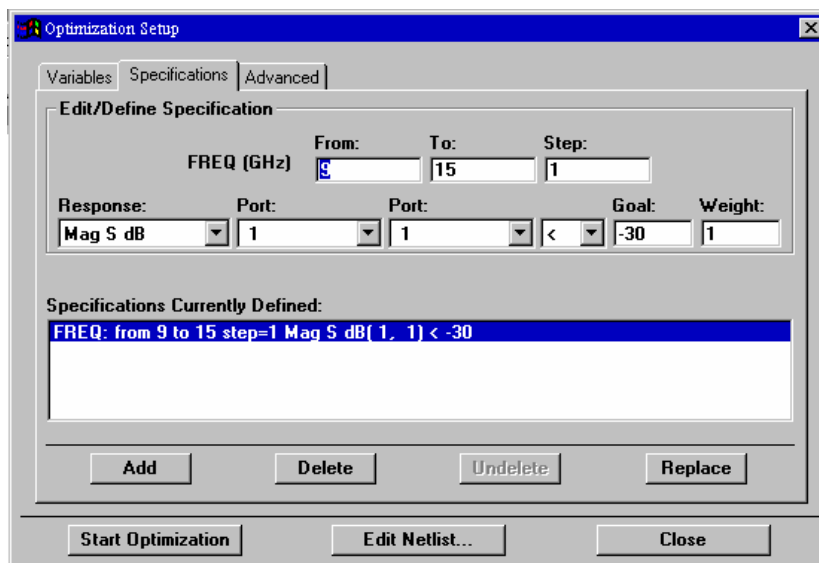 Optimization Setup
Variables Specifications Advanced
Edit/Define Specification
From: To: Step:
FREQ (GHz) 9 15 1
Response: Port: Port: Goal: Weight:
Mag S dB 1 1 < -30 1
Specifications Currently Defined:
FREQ: from 9 to 15 step=1 Mag S dB( 1, 1) < -30
Add Delete Undelete Replace
Start Optimization Edit Netlist... Close